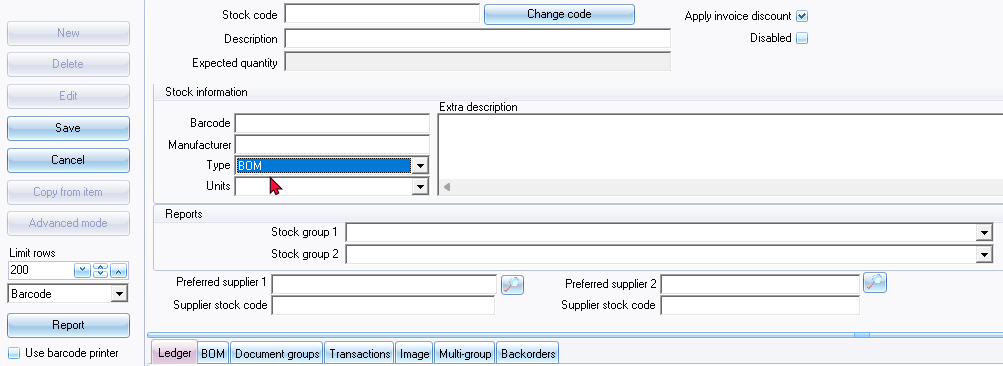 Stock code
Change code
Apply invoice discount
New
Description
Disabled
Delete
Expected quantity
Edit
Stock information
Extra description
Save
Barcode
Manufacturer
Cancel
Type BOM
Units
Copy from item
Advanced mode
Reports
Stock group 1
Limit rows
Stock group 2
200
Preferred supplier 1
Preferred supplier 2
Barcode
Supplier stock code
Supplier stock code
Report
Use barcode printer
Ledger BOM Document groups Transactions Image Multi-group Backorders